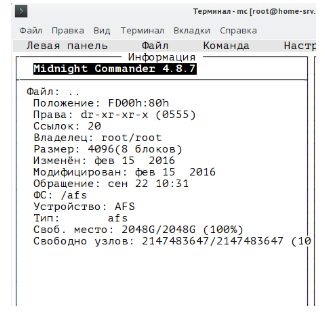 Терминал - mc [root@home-srv.
Файл Правка Вид Терминал Вкладки Справка
Левая панель Файл Команда Настр
Информация
Midnight Commander 4.8.7
Файл: ..
Положение: FD00h:80h
Права: dr-xr-xr-x (0555)
Ссылок: 20
Владелец: root/root
Размер: 4096(8 блоков)
Изменён: фев 15 2016
Модифицирован: фев 15 2016
Обращение: сен 22 10:31
ФС: /afs
Устройство: AFS
Тип: afs
Своб. место: 2048G/2048G (100%)
Свободно узлов: 2147483647/2147483647 (10